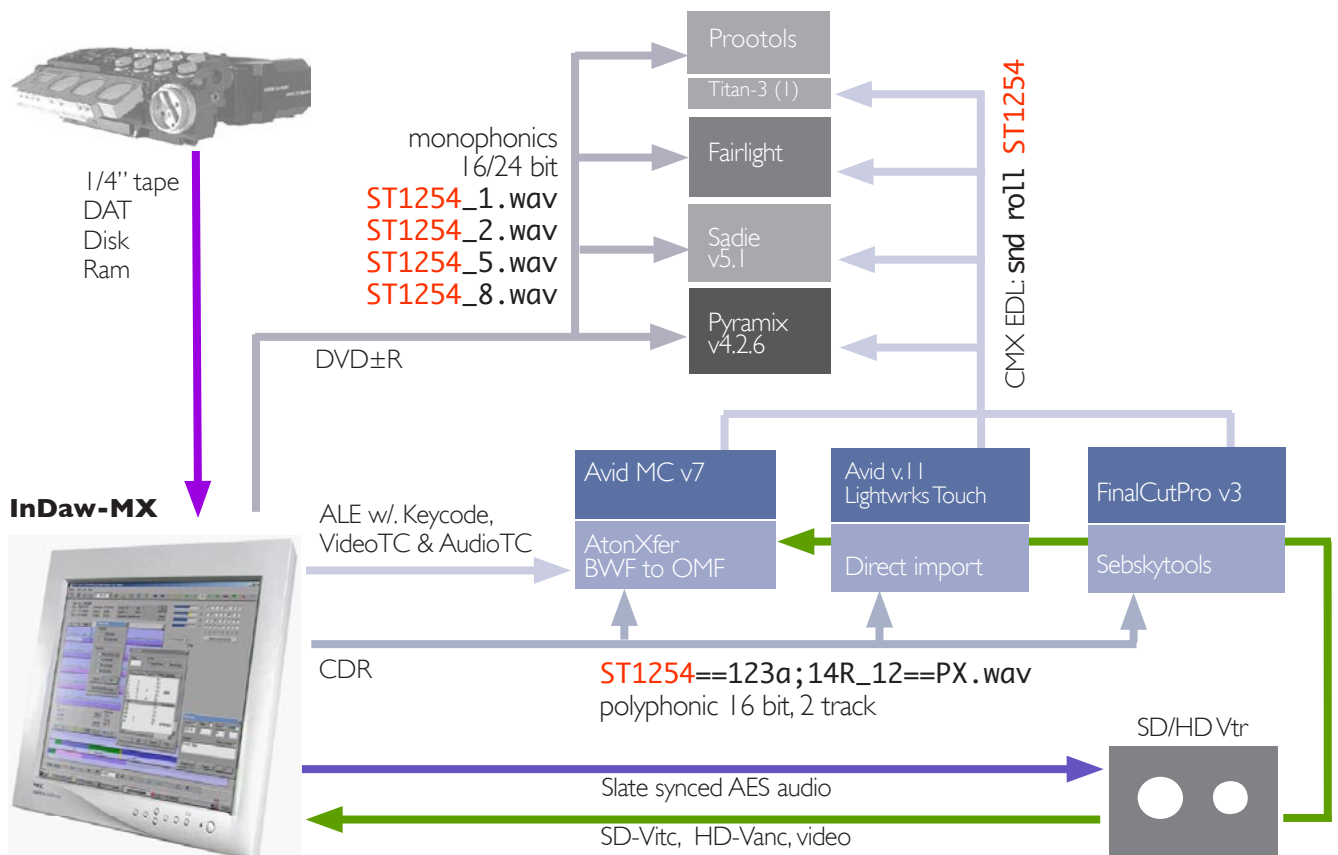 Prootols
Titan-3 (1)
Fairlight
Sadie
v5.1
Pyramix
v4.2.6
CMX EDL: snd roll ST1254
monophonics
16/24 bit
ST1254_1.wav
ST1254_2.wav
ST1254_5.wav
ST1254_8.wav
1/4'' tape
DAT
Disk
Ram
DVD±R
InDaw-MX
ALE w/. Keycode,
VideoTC & AudioTC
Avid MC v7
AtonXfer
BWF to OMF
Avid v.11
Lightwrks Touch
Direct import
FinalCutPro v3
Sebskytools
CDR
ST1254==123a;14R_12==PX.wav
polyphonic 16 bit, 2 track
SD/HD Vtr
Slate synced AES audio
SD-Vitc, HD-Vanc, video
NEC